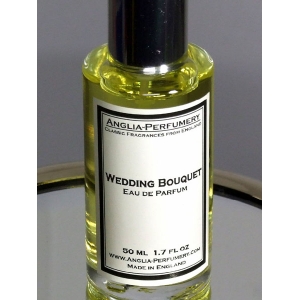 Anglia-Perfumery
Classic Fragrances from England
Wedding Bouquet
Eau de Parfum
50 ml 1.7 fl oz
www.Anglia-Perfumery.com
Made in England